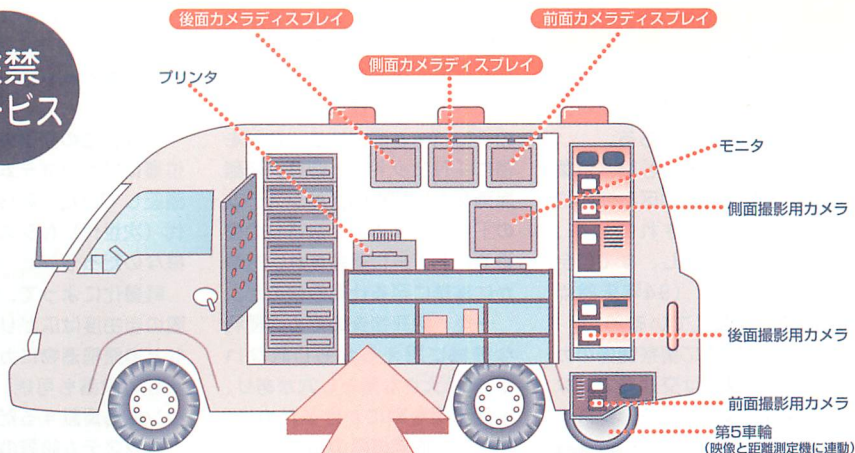 禁
ービス
後面カメラディスプレイ
前面カメラディスプレイ
側面カメラディスプレイ
プリンタ
モニタ
側面撮影用カメラ
後面撮影用カメラ
前面撮影用カメラ
第5車輪
(映像と距離測定機に連動)